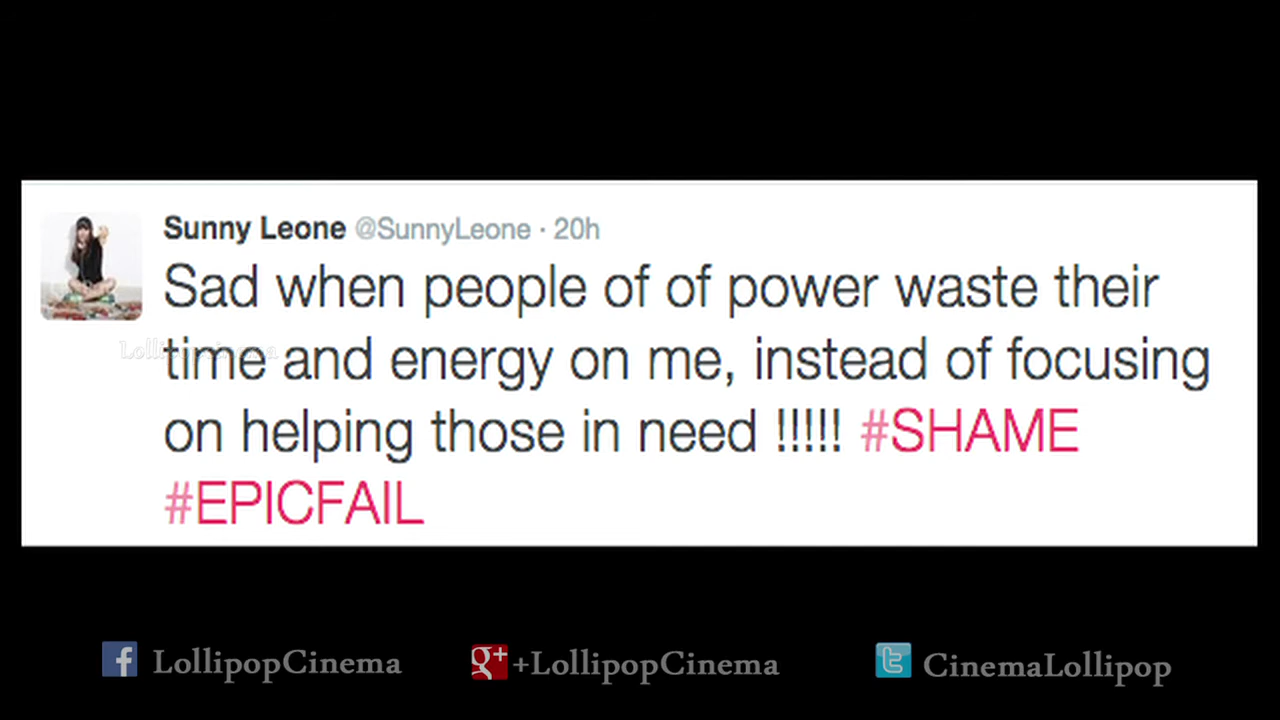 Sunny Leone @SunnyLeone · 20h
Sad when people of of power waste their
LollipopCinema
time and energy on me, instead of focusing
on helping those in need !!!!! #SHAME
#EPICFAIL
f LollipopCinema g+ +LollipopCinema t CinemaLollipop